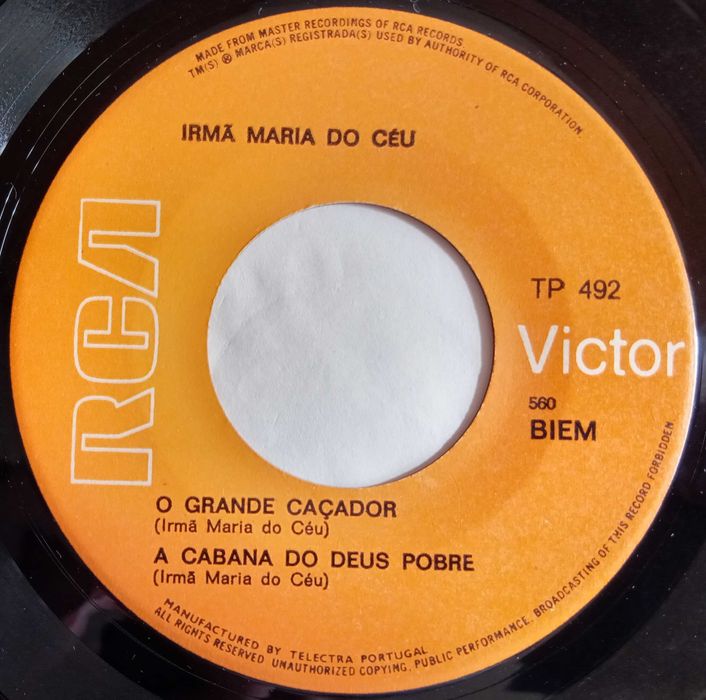 MADE FROM MASTER RECORDINGS OF RCA RECORDS
TM(S) ® MARCA(S) REGISTRADA(S) USED BY AUTHORITY OF RCA CORPORATION.
IRMÃ MARIA DO CÉU
RCA
TP 492
Victor
560
BIEM
O GRANDE CAÇADOR
(Irmã Maria do Céu)
A CABANA DO DEUS POBRE
(Irmã Maria do Céu)
MANUFACTURED BY TELECTRA PORTUGAL
ALL RIGHTS RESERVED UNAUTHORIZED COPYING, PUBLIC PERFORMANCE, BROADCASTING OF THIS RECORD FORBIDDEN